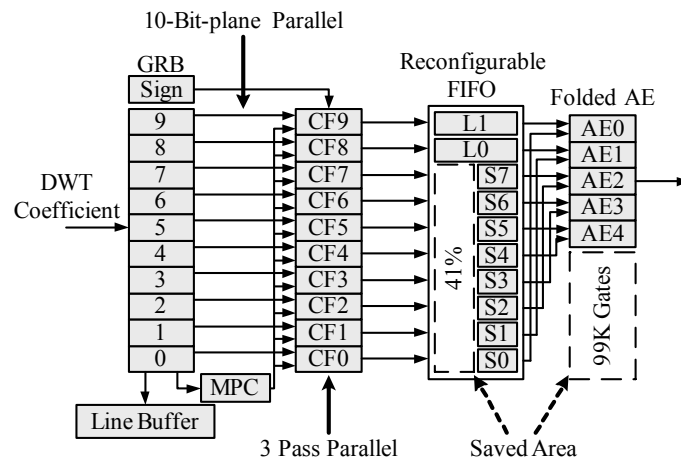 10-Bit-plane Parallel
GRB
Sign
9
8
7
6
5
4
3
2
1
0
DWT
Coefficient
MPC
Line Buffer
CF9
CF8
CF7
CF6
CF5
CF4
CF3
CF2
CF1
CF0
3 Pass Parallel
Reconfigurable
FIFO
L1
L0
41%
S7
S6
S5
S4
S3
S2
S1
S0
Folded AE
AE0
AE1
AE2
AE3
AE4
99K Gates
Saved Area